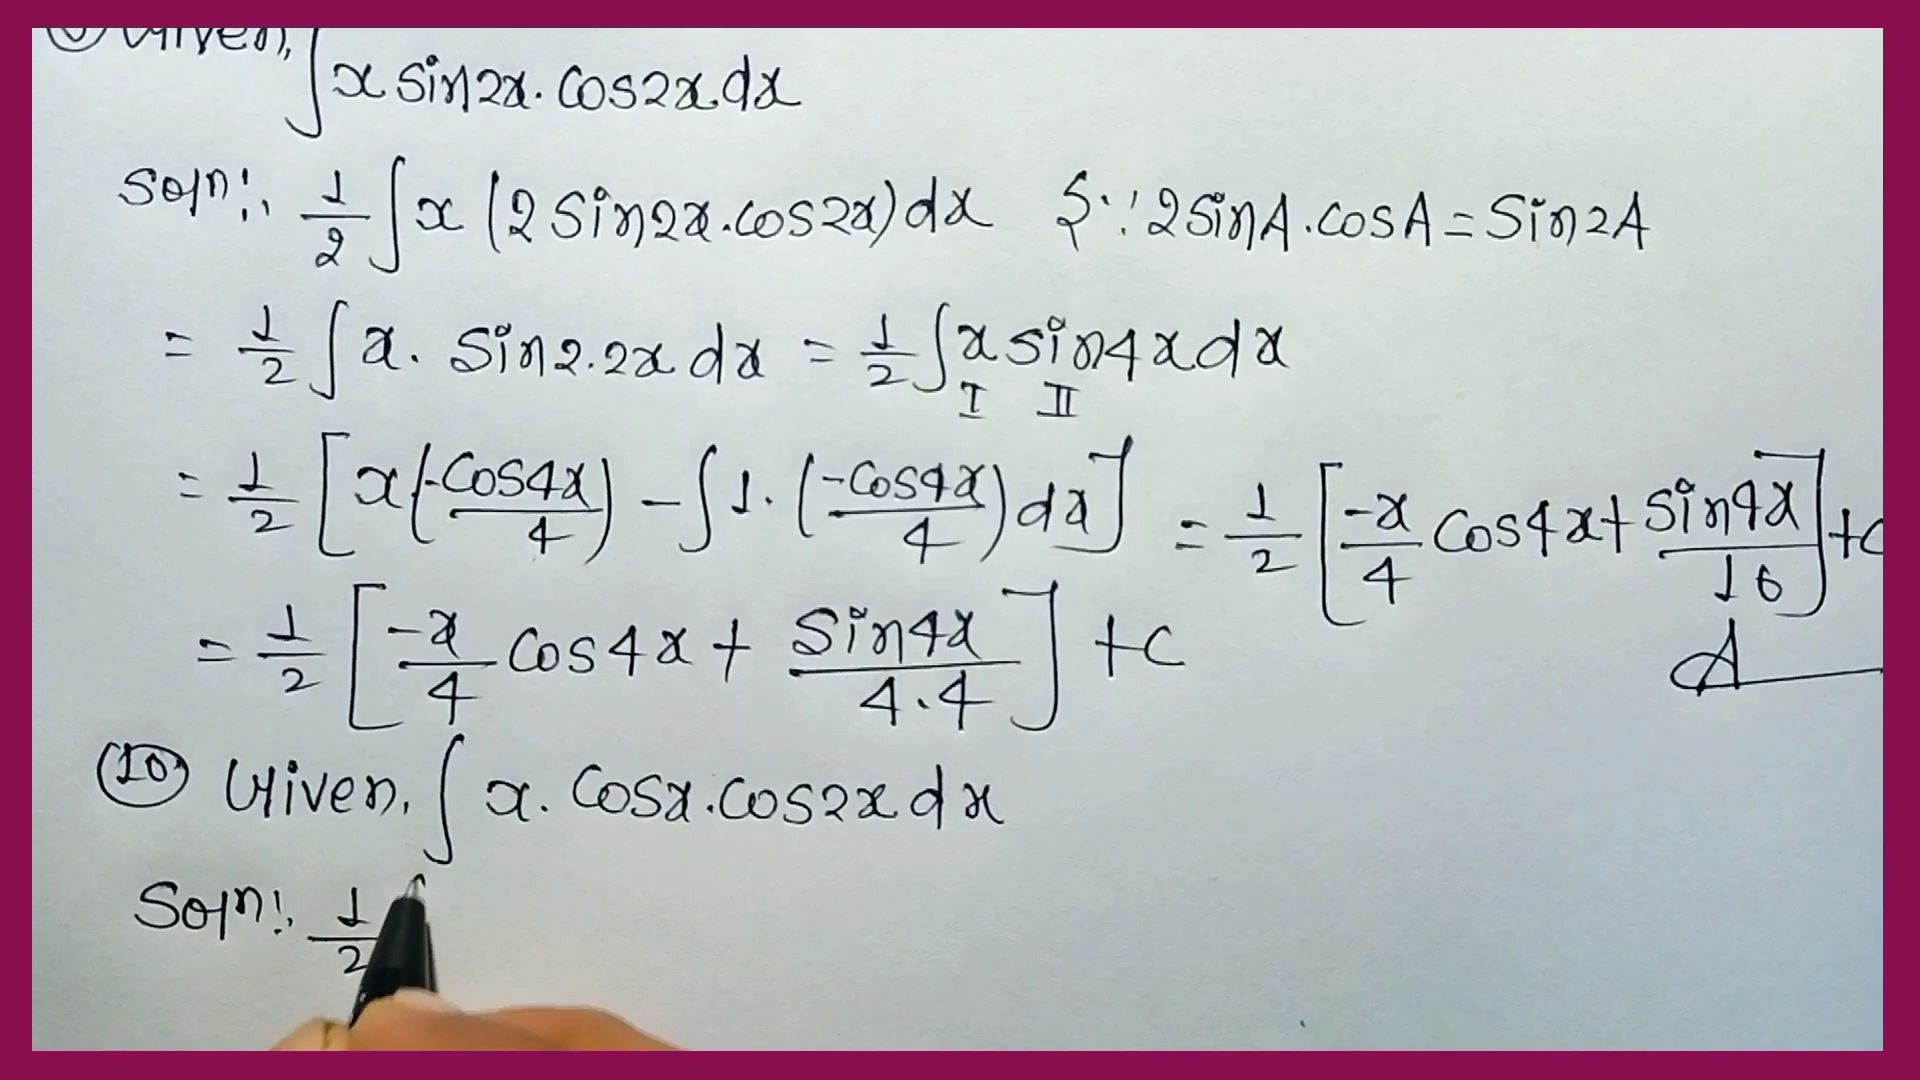 Given, ∫x sin2x.cos2x.dx
Soln:. 1/2 ∫x (2sin2x.cos2x)dx {∵ 2sinA.cosA = sin2A
= 1/2 ∫x. sin2.2x dx = 1/2 ∫x sin4x dx
I II
= 1/2 [x(-cos4x/4) - ∫1.(-cos4x/4)dx] = 1/2 [-x/4 cos4x + sin4x/16] + C
= 1/2 [-x/4 cos4x + sin4x/4.4] + C
A
(10) Given, ∫x. cosx.cos2x dx
Soln:. 1/2